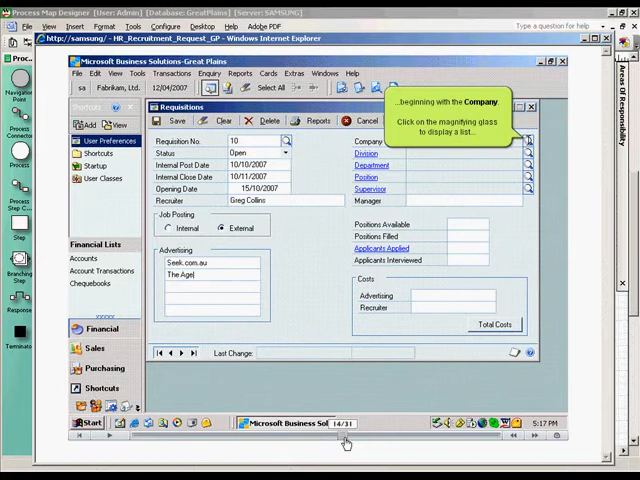 Process Map Designer [User: Admin] [Database: GreatPlains] [Server: SAMSUNG]
View Insert Format Tools Customize Defaults Help Adobe PDF
Type a question for help
http://samsung/ - HR_Recruitment_Request_GP - Windows Internet Explorer
Proc...
Navigation Point
Process Connector
Process
Process Step C
Step
Branching Step
Response
Terminato
Areas Of Responsibility
Microsoft Business Solutions-Great Plains
File Edit View Tools Transactions Enquiry Reports Cards Extras Windows Help
sa Fabrikam, Ltd. 12/04/2007 Select All
Shortcuts
Add View
User Preferences
Shortcuts
Startup
User Classes
Financial Lists
Accounts
Account Transactions
Chequebooks
Financial
Sales
Purchasing
Shortcuts
Requisitions
Save Clear Delete Reports Cancel
Requisition No. 10
Status Open
Internal Post Date 10/10/2007
Internal Close Date 10/11/2007
Opening Date 15/10/2007
Recruiter Greg Collins
Job Posting
Internal External
Advertising
Seek.com.au
The Age
Company
Division
Department
Position
Supervisor
Manager
Positions Available
Positions Filled
Applicants Applied
Applicants Interviewed
Costs
Advertising
Recruiter
Total Costs
Last Change:
...beginning with the Company.
Click on the magnifying glass
to display a list...
Start Microsoft Business Sol 14/31 5:17 PM